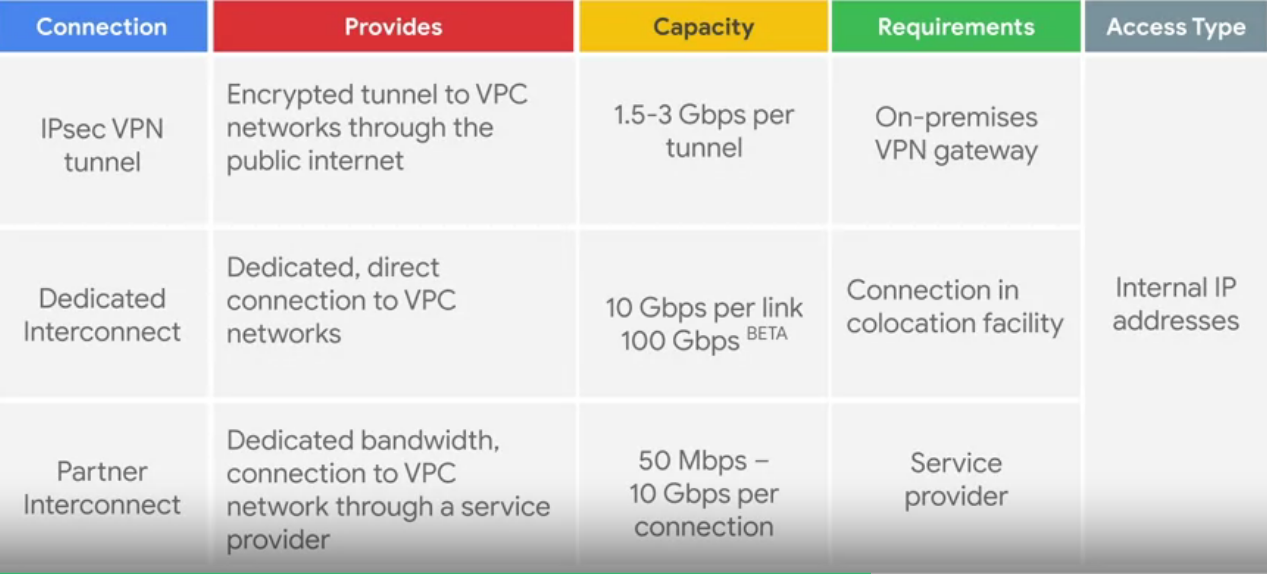 Connection
Provides
Capacity
Requirements
Access Type
IPsec VPN
tunnel
Encrypted tunnel to VPC
networks through the
public internet
1.5-3 Gbps per
tunnel
On-premises
VPN gateway
Dedicated
Interconnect
Dedicated, direct
connection to VPC
networks
10 Gbps per link
100 Gbps BETA
Connection in
colocation facility
Internal IP
addresses
Partner
Interconnect
Dedicated bandwidth,
connection to VPC
network through a service
provider
50 Mbps –
10 Gbps per
connection
Service
provider